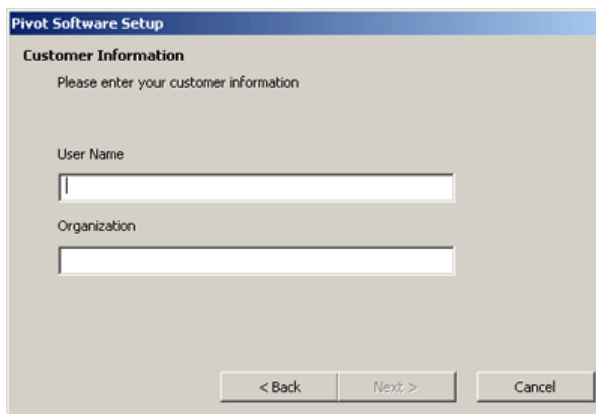 Pivot Software Setup
Customer Information
Please enter your customer information
User Name
Organization
< Back Next > Cancel